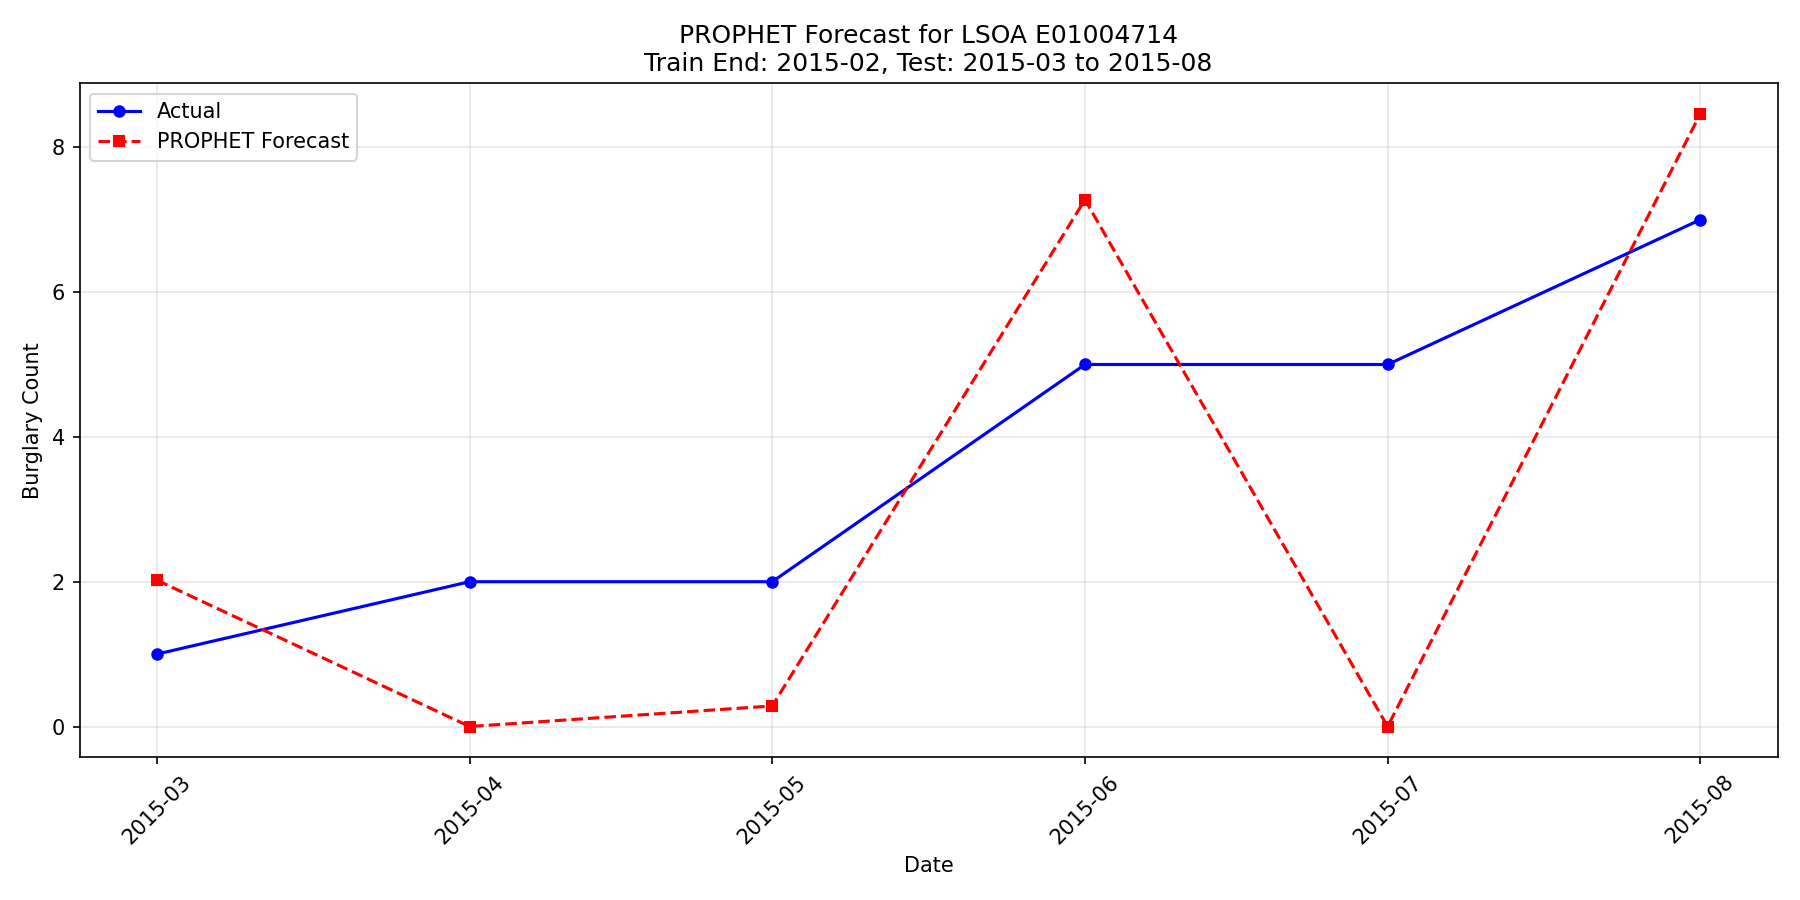 PROPHET Forecast for LSOA E01004714
Train End: 2015-02, Test: 2015-03 to 2015-08
Actual
PROPHET Forecast
Burglary Count
8
6
4
2
0
2015-03
2015-04
2015-05
2015-06
2015-07
2015-08
Date